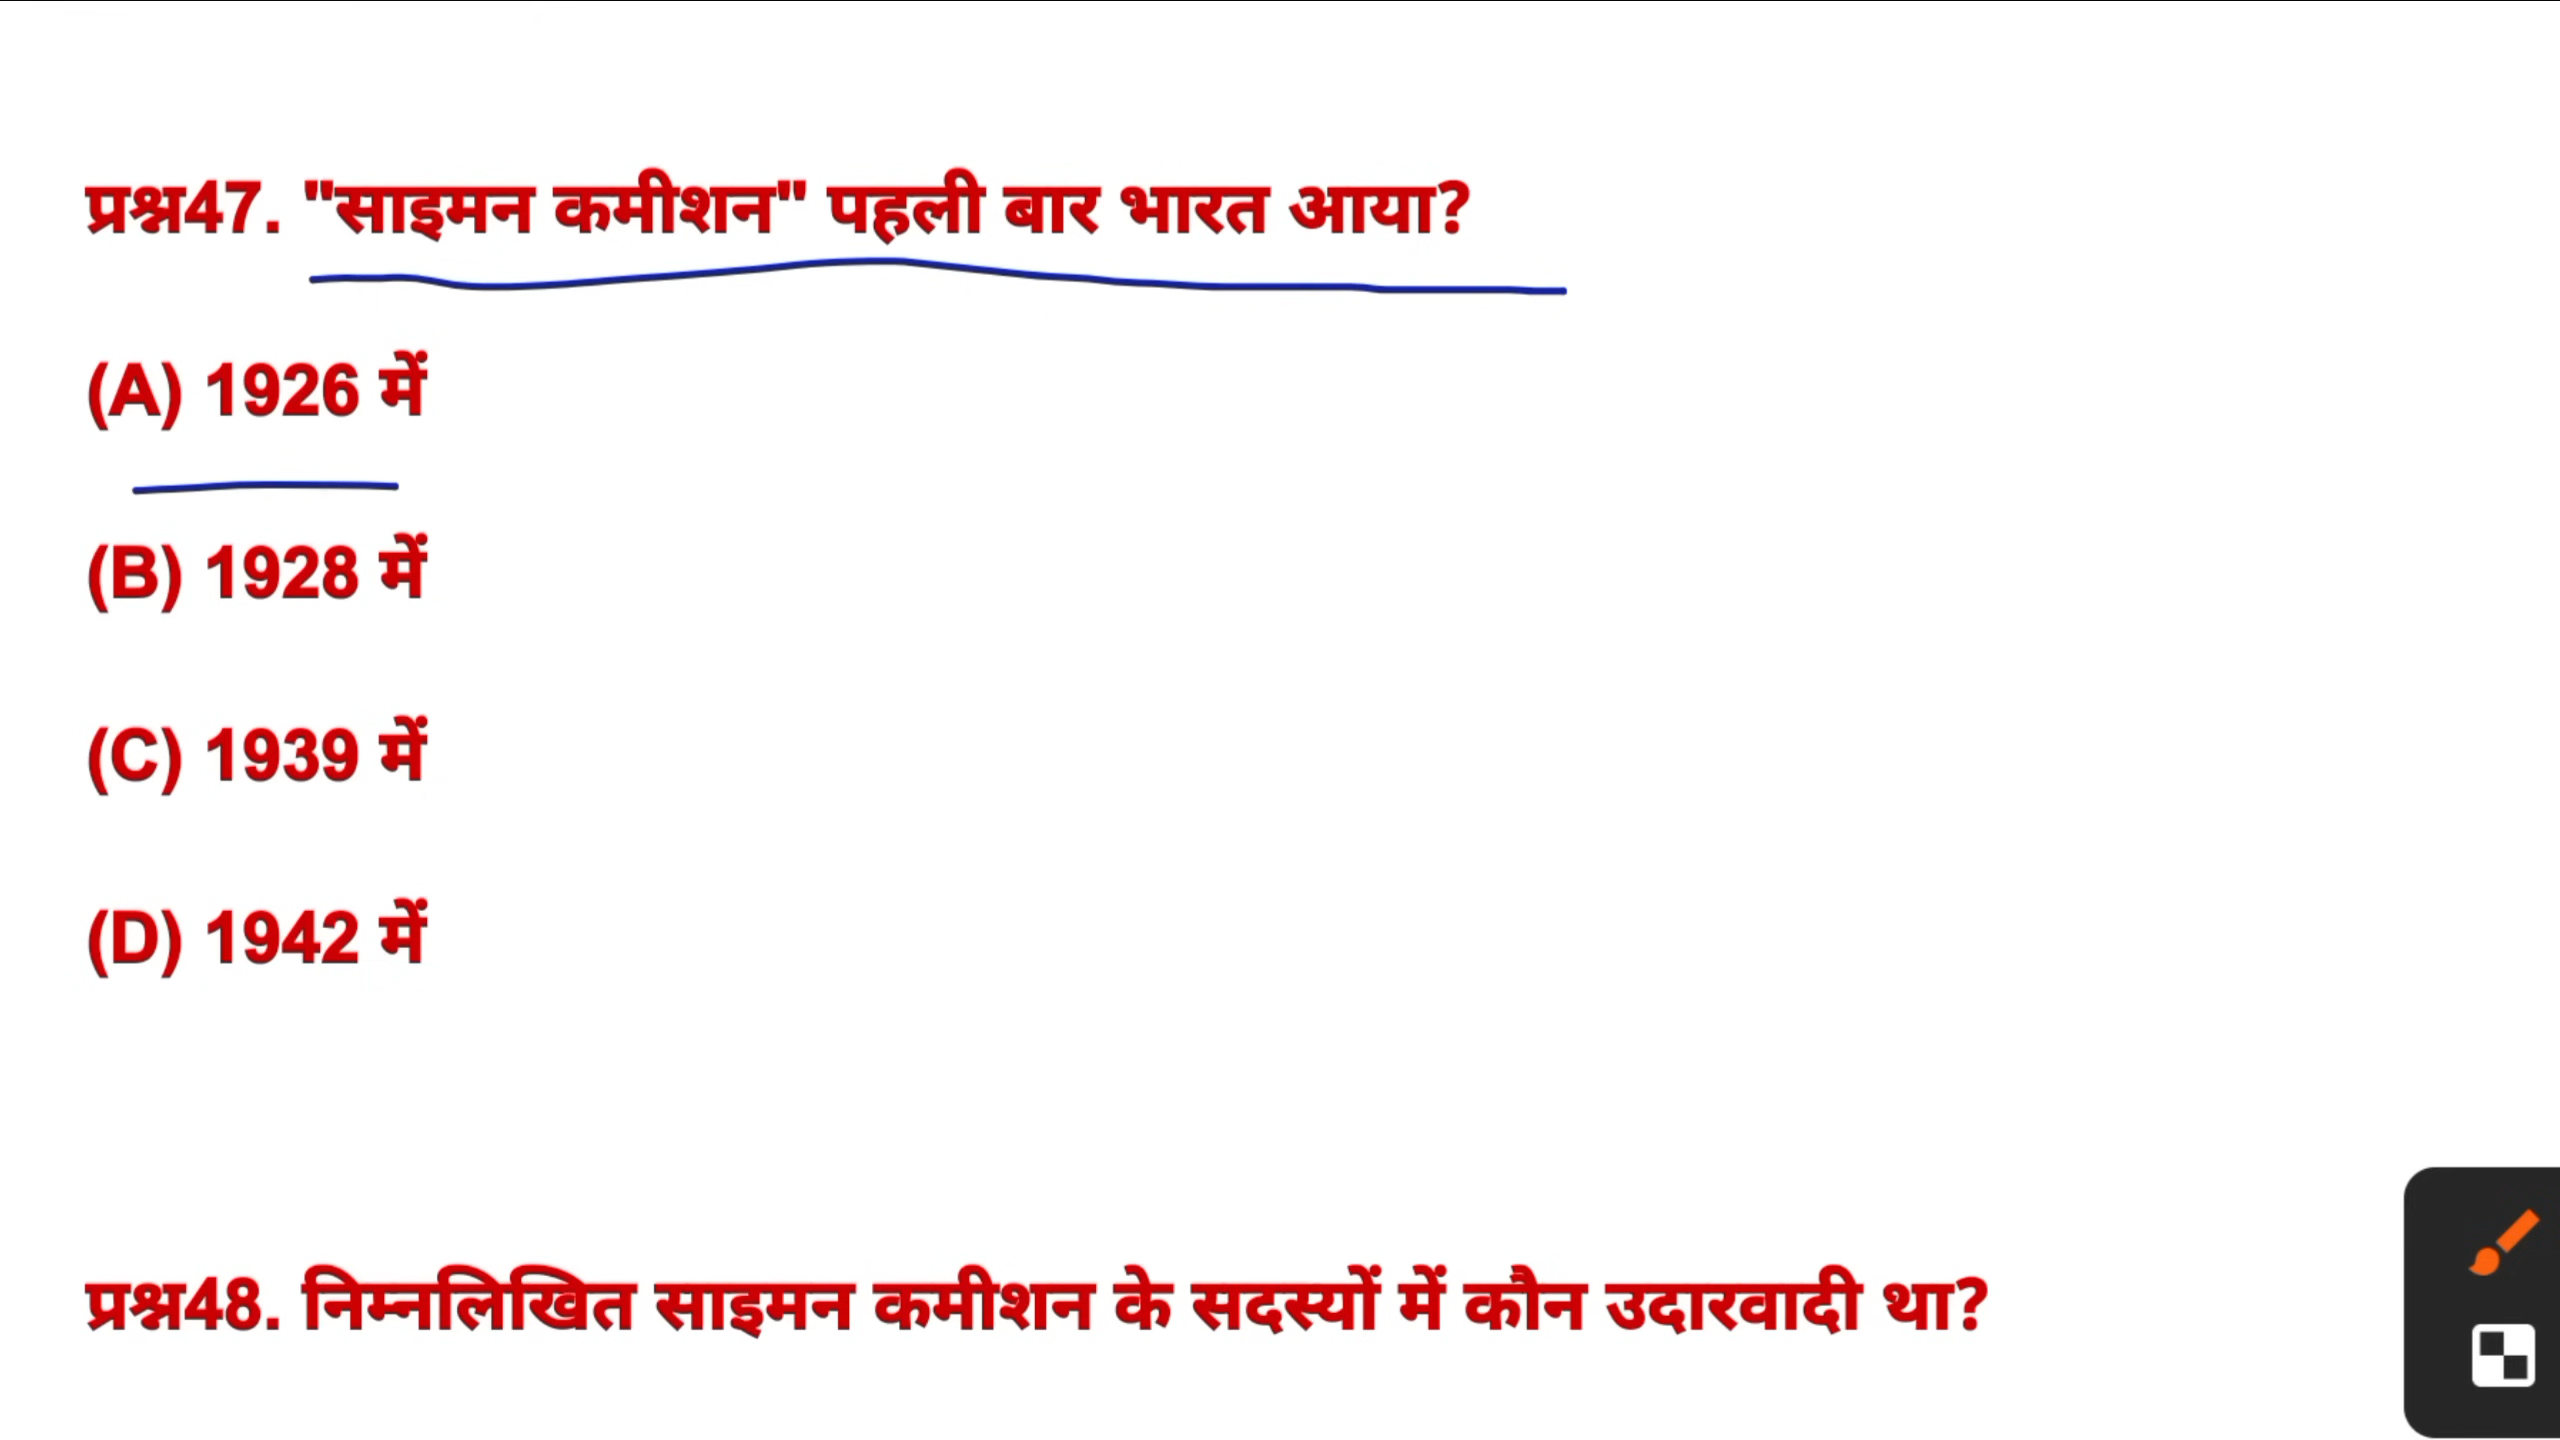 प्रश्न47. "साइमन कमीशन" पहली बार भारत आया?
(A) 1926 में
(B) 1928 में
(C) 1939 में
(D) 1942 में
प्रश्न48. निम्नलिखित साइमन कमीशन के सदस्यों में कौन उदारवादी था?